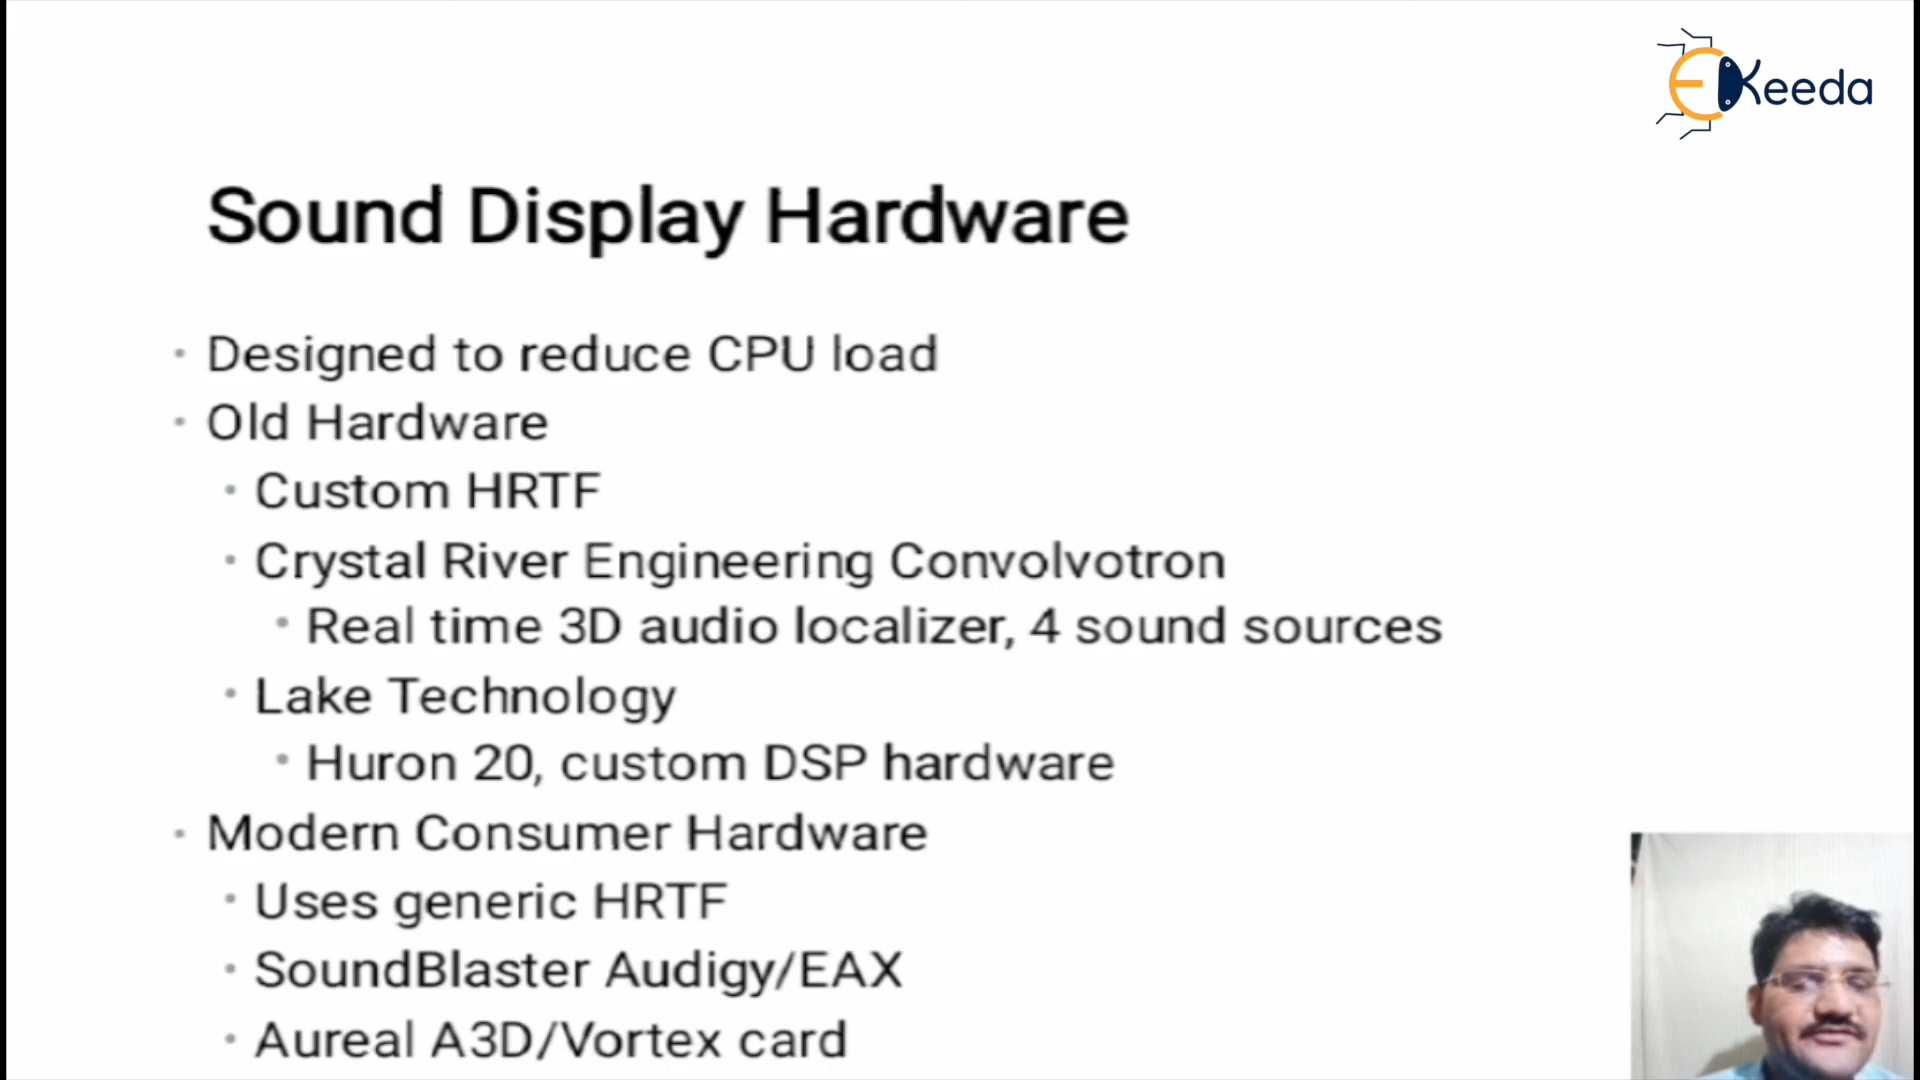 EKeeda
Sound Display Hardware
• Designed to reduce CPU load
• Old Hardware
• Custom HRTF
• Crystal River Engineering Convolvotron
• Real time 3D audio localizer, 4 sound sources
• Lake Technology
• Huron 20, custom DSP hardware
• Modern Consumer Hardware
• Uses generic HRTF
• SoundBlaster Audigy/EAX
• Aureal A3D/Vortex card